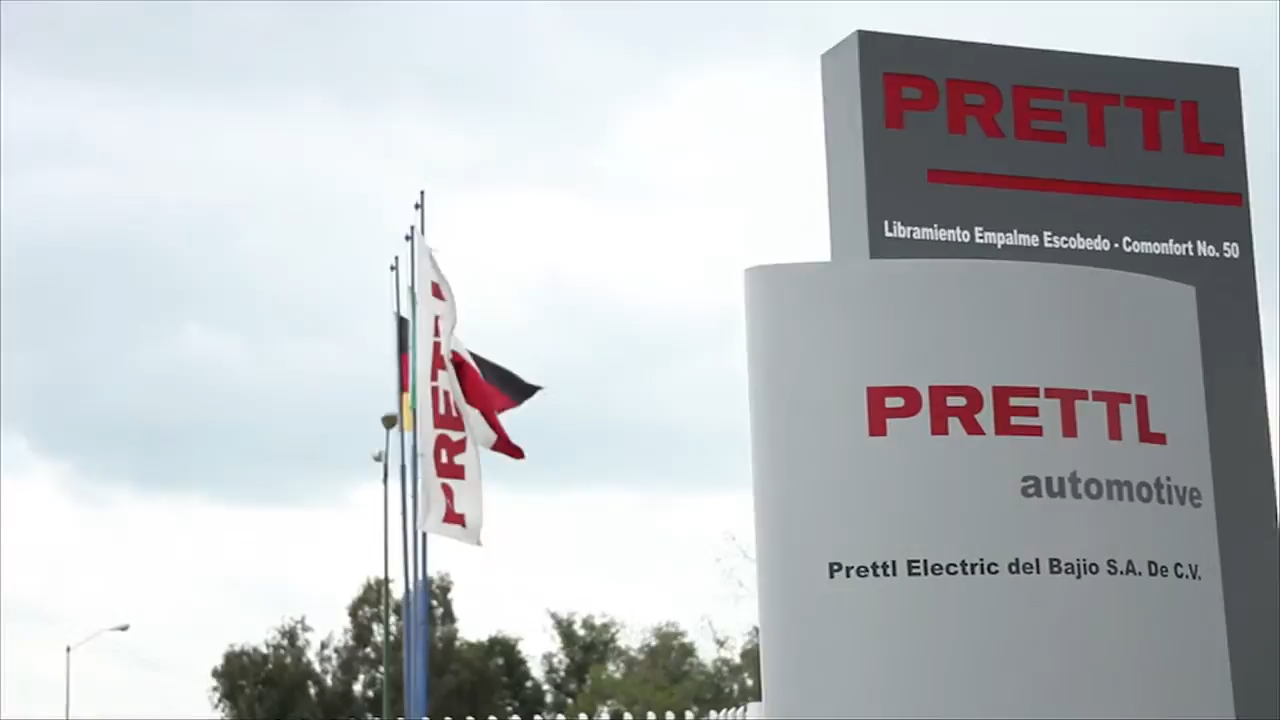 PRETTL
Libramiento Empalme Escobedo - Comonfort No. 50
PRETTL
automotive
Prettl Electric del Bajio S.A. De C.V.
PRETTL